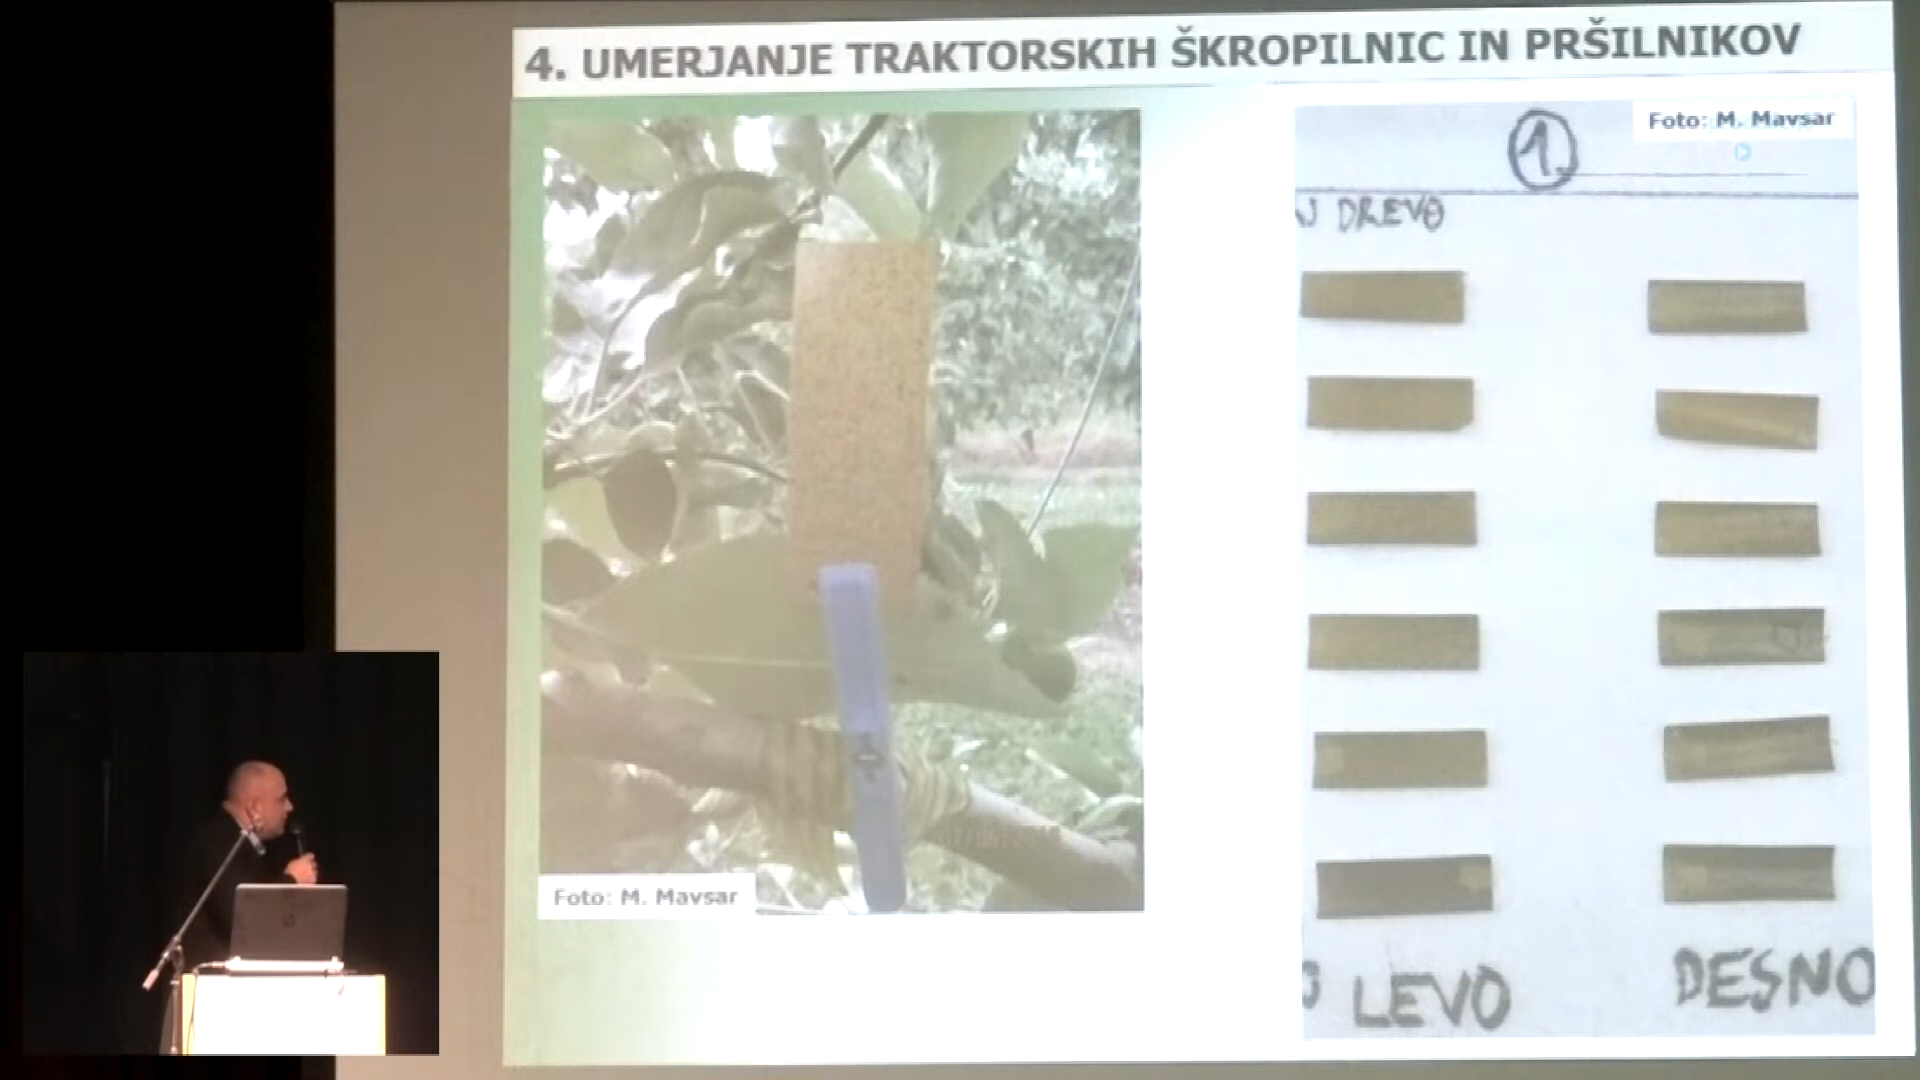 4. UMERJANJE TRAKTORSKIH ŠKROPILNIC IN PRŠILNIKOV
Foto: M. Mavsar
Foto: M. Mavsar
1.
DREVO
LEVO
DESNO